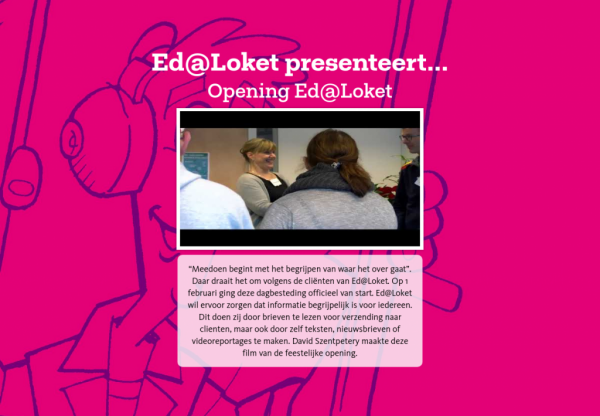 Ed@Loket presenteert...
Opening Ed@Loket
"Meedoen begint met het begrijpen van waar het over gaat".
Daar draait het om volgens de cliënten van Ed@Loket. Op 1
februari ging deze dagbesteding officieel van start. Ed@Loket
wil ervoor zorgen dat informatie begrijpelijk is voor iedereen.
Dit doen zij door brieven te lezen voor verzending naar
clienten, maar ook door zelf teksten, nieuwsbrieven of
videoreportages te maken. David Szentpetery maakte deze
film van de feestelijke opening.